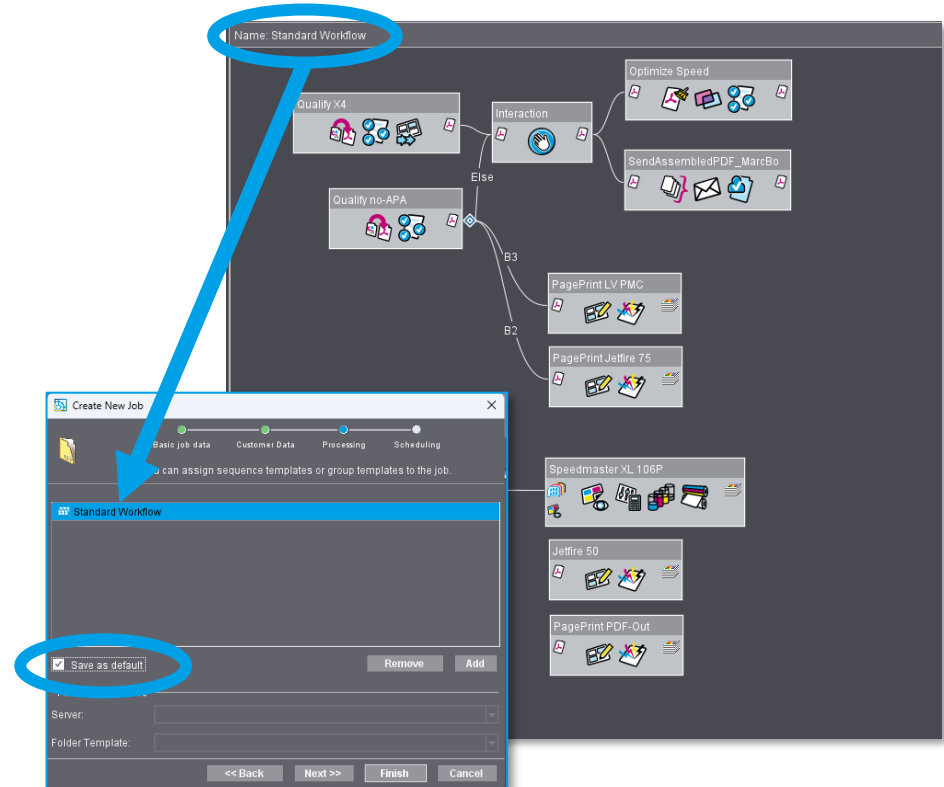 Name: Standard Workflow
Optimize Speed
Qualify X4
Interaction
SendAssembledPDF_MarcBo
Else
Qualify no-APA
B3
PagePrint LV PMC
B2
PagePrint Jetfire 75
Create New Job
Basic job data
Customer Data
Processing
Scheduling
can assign sequence templates or group templates to the job.
Speedmaster XL 106P
Standard Workflow
Jetfire 50
PagePrint PDF-Out
Save as default
Remove
Add
Server:
Folder Template:
<< Back
Next >>
Finish
Cancel